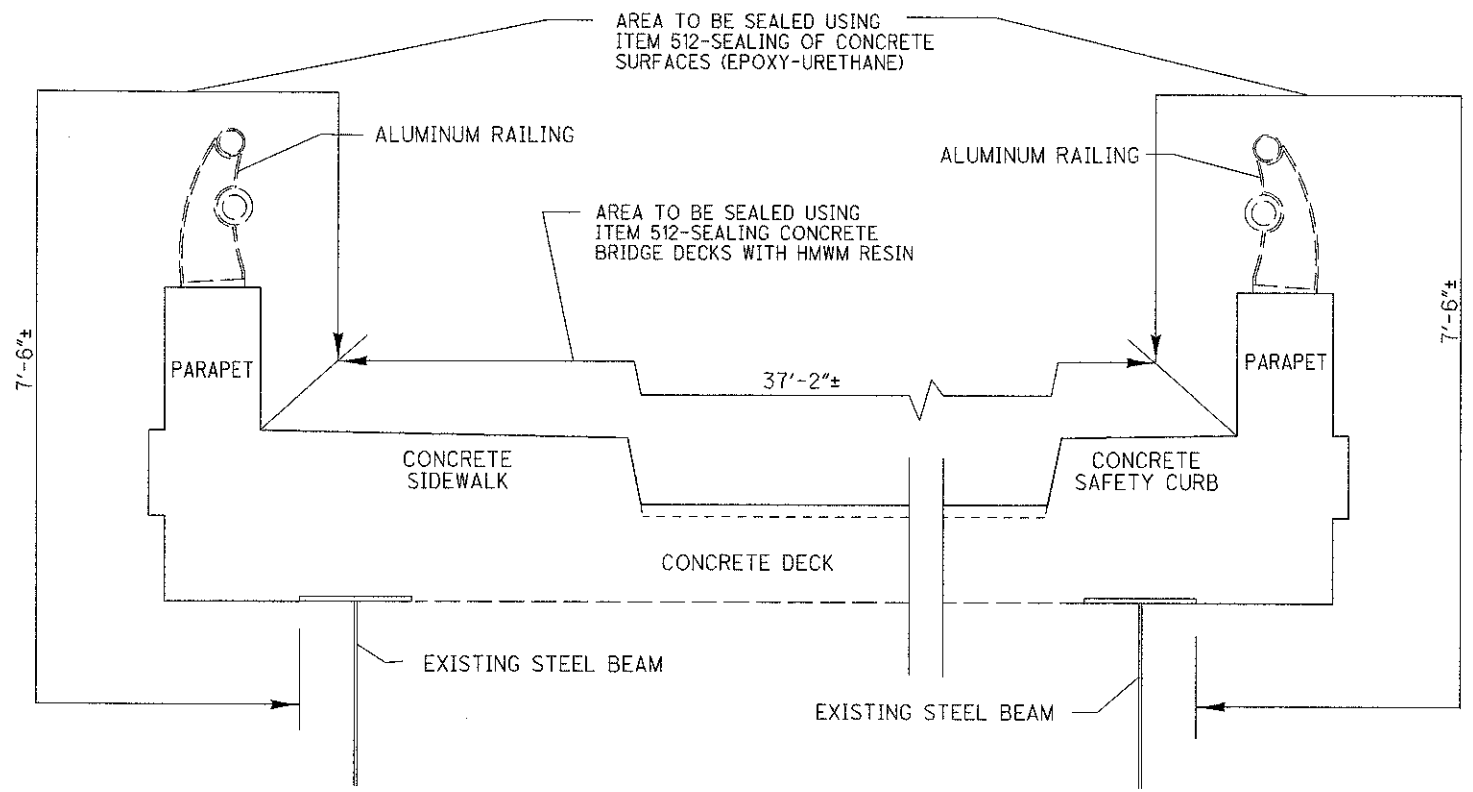 AREA TO BE SEALED USING
ITEM 512-SEALING OF CONCRETE
SURFACES (EPOXY-URETHANE)
ALUMINUM RAILING
ALUMINUM RAILING
AREA TO BE SEALED USING
ITEM 512-SEALING CONCRETE
BRIDGE DECKS WITH HMWM RESIN
7'-6"±
7'-6"±
PARAPET
PARAPET
37'-2"±
CONCRETE
SIDEWALK
CONCRETE
SAFETY CURB
CONCRETE DECK
EXISTING STEEL BEAM
EXISTING STEEL BEAM